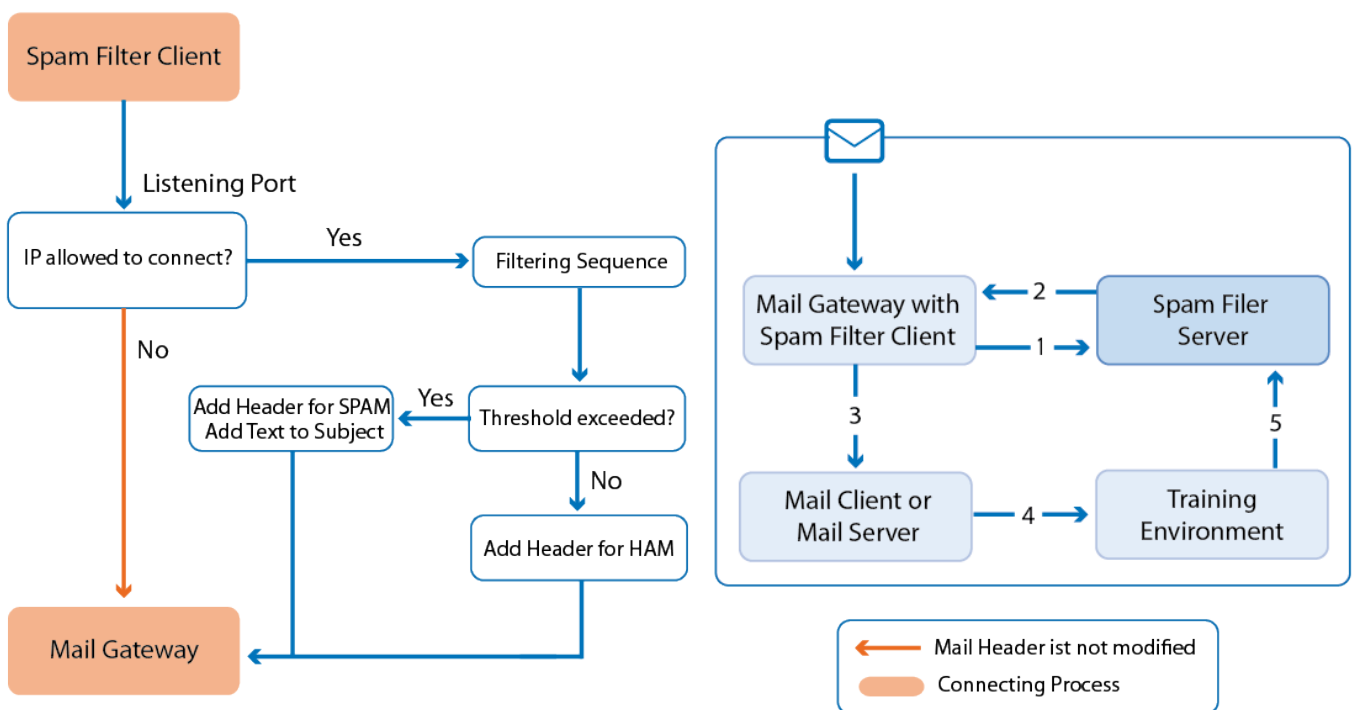 Spam Filter Client
Listening Port
IP allowed to connect?
Yes
Filtering Sequence
No
Threshold exceeded?
Yes
Add Header for SPAM
Add Text to Subject
No
Add Header for HAM
Mail Gateway
Mail Gateway with
Spam Filter Client
2
1
Spam Filer
Server
3
5
Mail Client or
Mail Server
4
Training
Environment
Mail Header ist not modified
Connecting Process